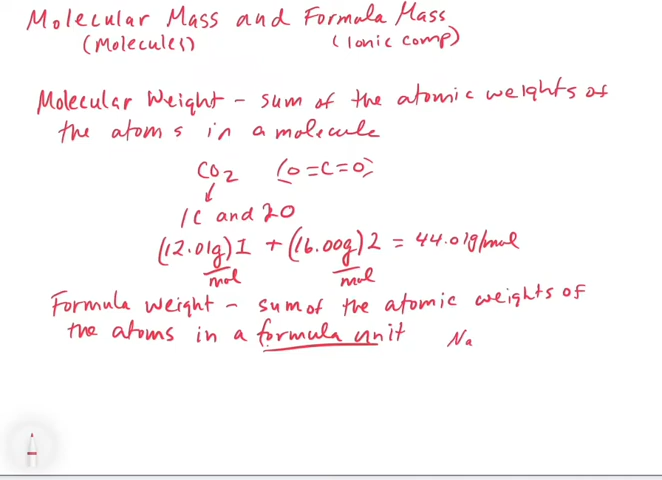 Molecular Mass and Formula Mass
(Molecules) (Ionic comp)
Molecular Weight - sum of the atomic weights of
the atoms in a molecule
CO2 (O=C=O)
1C and 2O
(12.01g/mol)1 + (16.00g/mol)2 = 44.01g/mol
Formula Weight - sum of the atomic weights of
the atoms in a formula unit Na